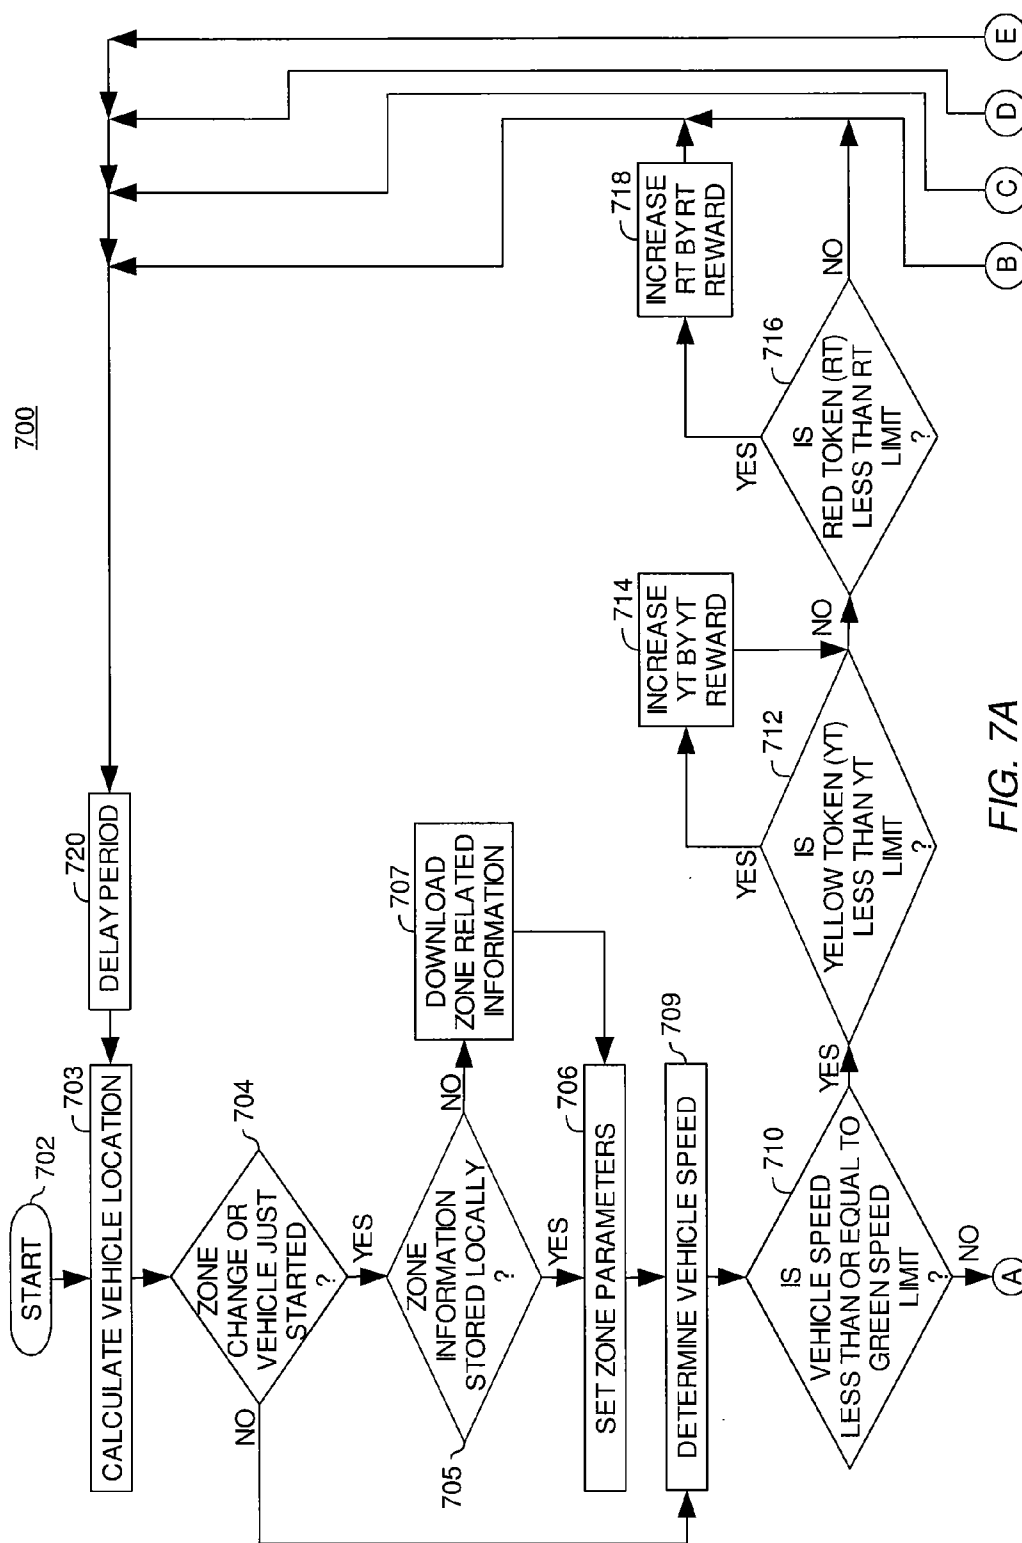 700
702
START
703
CALCULATE VEHICLE LOCATION
720
DELAY PERIOD
704
ZONE
CHANGE OR
VEHICLE JUST
STARTED
?
NO
YES
705
ZONE
INFORMATION
STORED LOCALLY
?
NO
YES
707
DOWNLOAD
ZONE RELATED
INFORMATION
706
SET ZONE PARAMETERS
709
DETERMINE VEHICLE SPEED
710
IS
VEHICLE SPEED
LESS THAN OR EQUAL TO
GREEN SPEED
LIMIT
?
YES
NO
A
712
IS
YELLOW TOKEN (YT)
LESS THAN YT
LIMIT
?
YES
NO
714
INCREASE
YT BY YT
REWARD
716
IS
RED TOKEN (RT)
LESS THAN RT
LIMIT
?
YES
NO
718
INCREASE
RT BY RT
REWARD
B
C
D
E
FIG. 7A